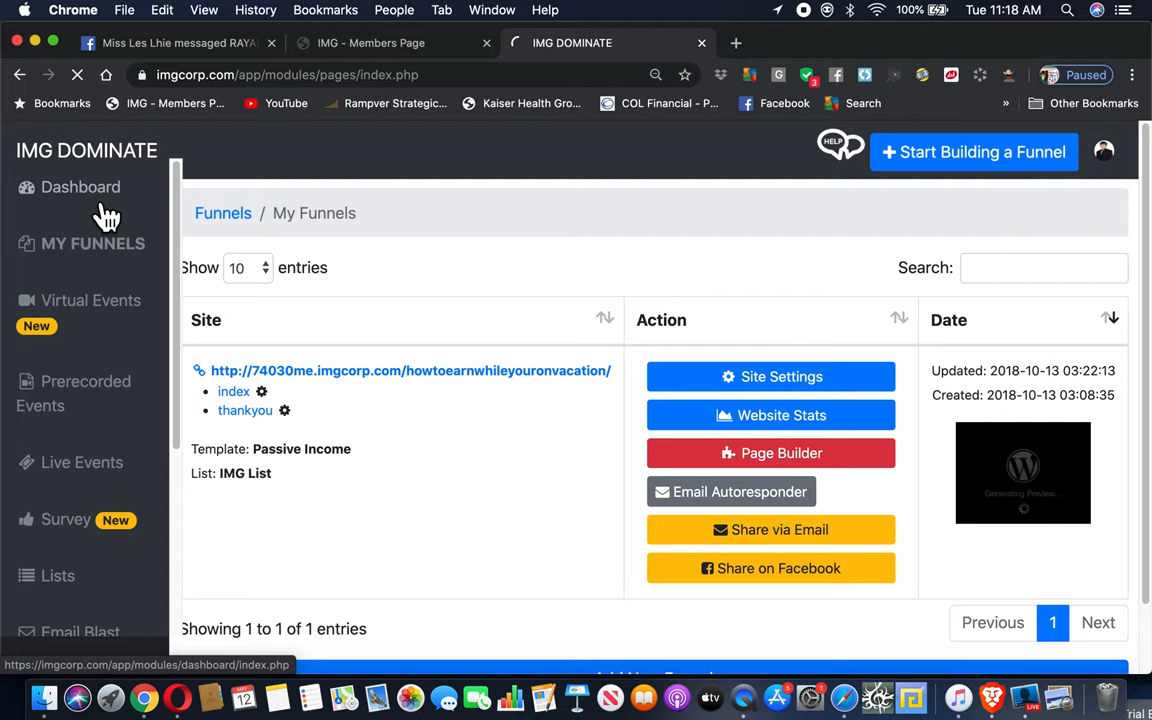 Chrome File Edit View History Bookmarks People Tab Window Help 100% Tue 11:18 AM
Miss Les Lhie messaged RAYA IMG - Members Page IMG DOMINATE
imgcorp.com/app/modules/pages/index.php Paused
Bookmarks IMG - Members P... YouTube Rampver Strategic... Kaiser Health Gro... COL Financial - P... Facebook Search » Other Bookmarks
IMG DOMINATE
HELP
+ Start Building a Funnel
Dashboard
MY FUNNELS
Virtual Events
New
Prerecorded
Events
Live Events
Survey New
Lists
Email Blast
Funnels / My Funnels
Show 10 entries
Search:
Site Action Date
http://74030me.imgcorp.com/howtoearnwhileyouronvacation/
• index
• thankyou
Template: Passive Income
List: IMG List
Site Settings
Website Stats
Page Builder
Email Autoresponder
Share via Email
Share on Facebook
Updated: 2018-10-13 03:22:13
Created: 2018-10-13 03:08:35
Generating Preview...
Showing 1 to 1 of 1 entries
Previous 1 Next
https://imgcorp.com/app/modules/dashboard/index.php